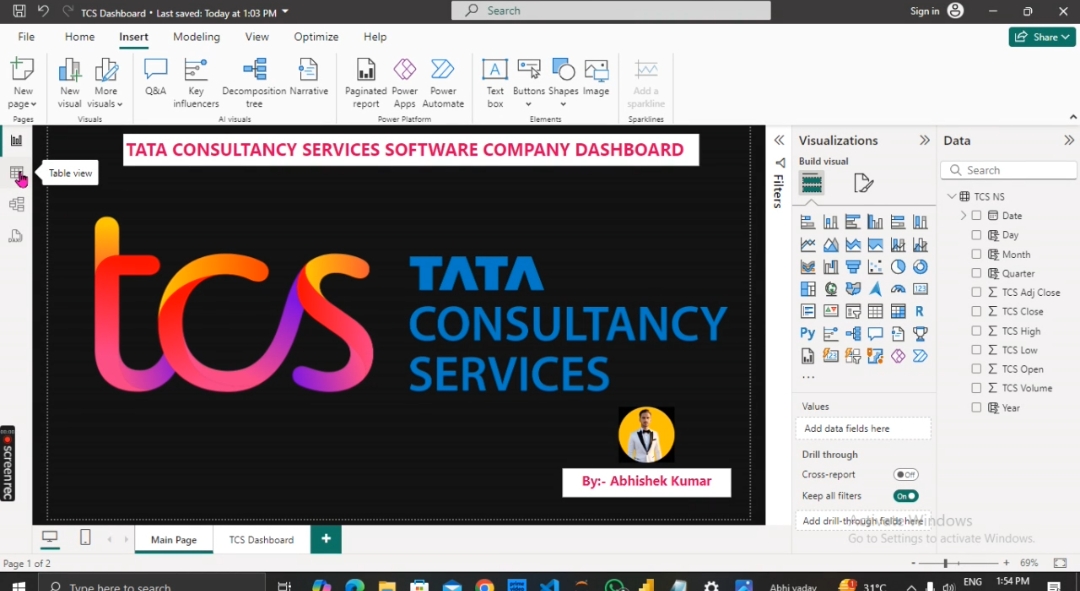 TCS Dashboard • Last saved: Today at 1:03 PM
Search
Sign in
File Home Insert Modeling View Optimize Help
Share
New page
New visual
More visuals
Q&A
Key influencers
Decomposition tree
Narrative
Paginated report
Power Apps
Power Automate
Text box
Buttons
Shapes
Image
Add a sparkline
Pages
Visuals
AI visuals
Power Platform
Elements
Sparklines
Table view
TATA CONSULTANCY SERVICES SOFTWARE COMPANY DASHBOARD
tcs
TATA
CONSULTANCY
SERVICES
By:- Abhishek Kumar
screenrec
Filters
Visualizations
Build visual
R
Py
123
Values
Add data fields here
Drill through
Cross-report
Off
Keep all filters
On
Add drill-through fields here
Data
Search
TCS NS
Date
Day
Month
Quarter
TCS Adj Close
TCS Close
TCS High
TCS Low
TCS Open
TCS Volume
Year
Activate Windows
Go to Settings to activate Windows.
Main Page
TCS Dashboard
Page 1 of 2
69%
Type here to search
Abhi yadav
31°C
ENG
1:54 PM